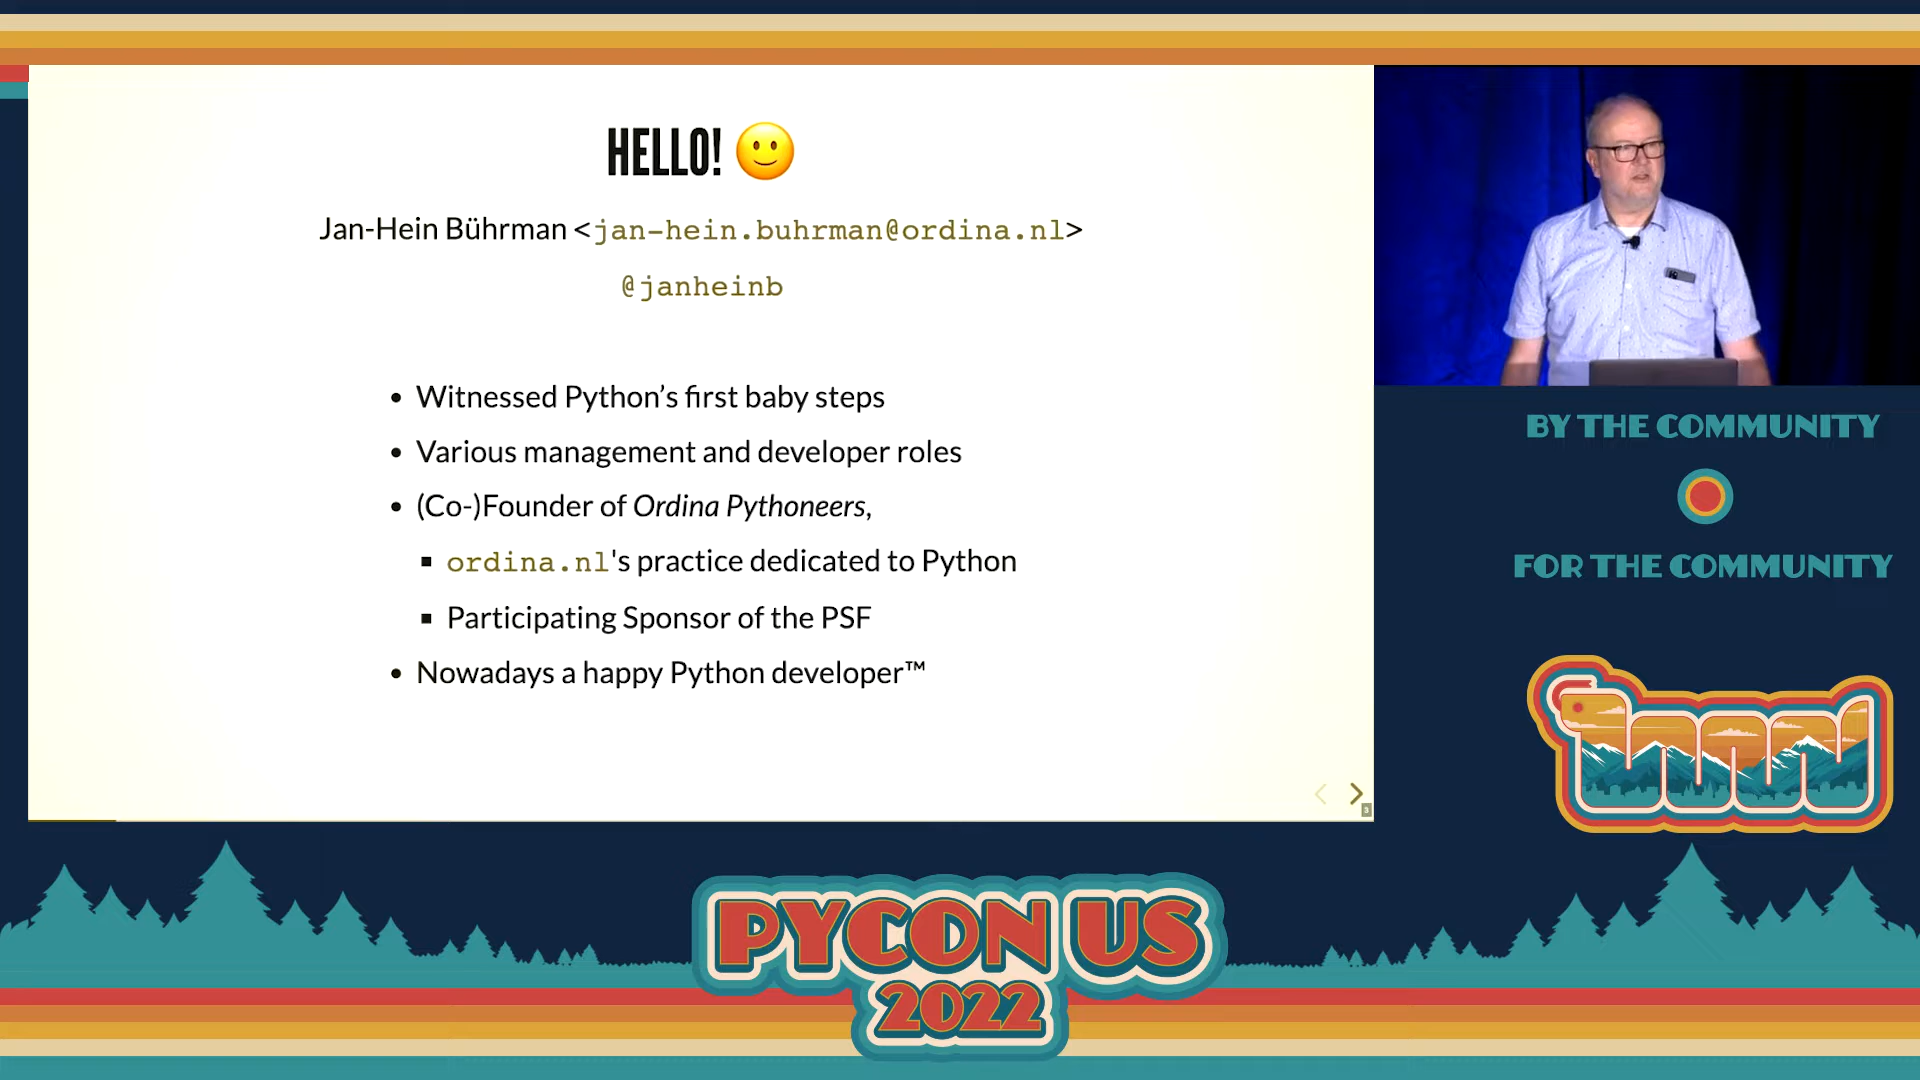 HELLO! 🙂
Jan-Hein Bührman <jan-hein.buhrman@ordina.nl>
@janheinb
• Witnessed Python’s first baby steps
• Various management and developer roles
• (Co-)Founder of Ordina Pythoneers,
▪ ordina.nl's practice dedicated to Python
▪ Participating Sponsor of the PSF
• Nowadays a happy Python developer™
3
BY THE COMMUNITY
FOR THE COMMUNITY
PYCON US
2022